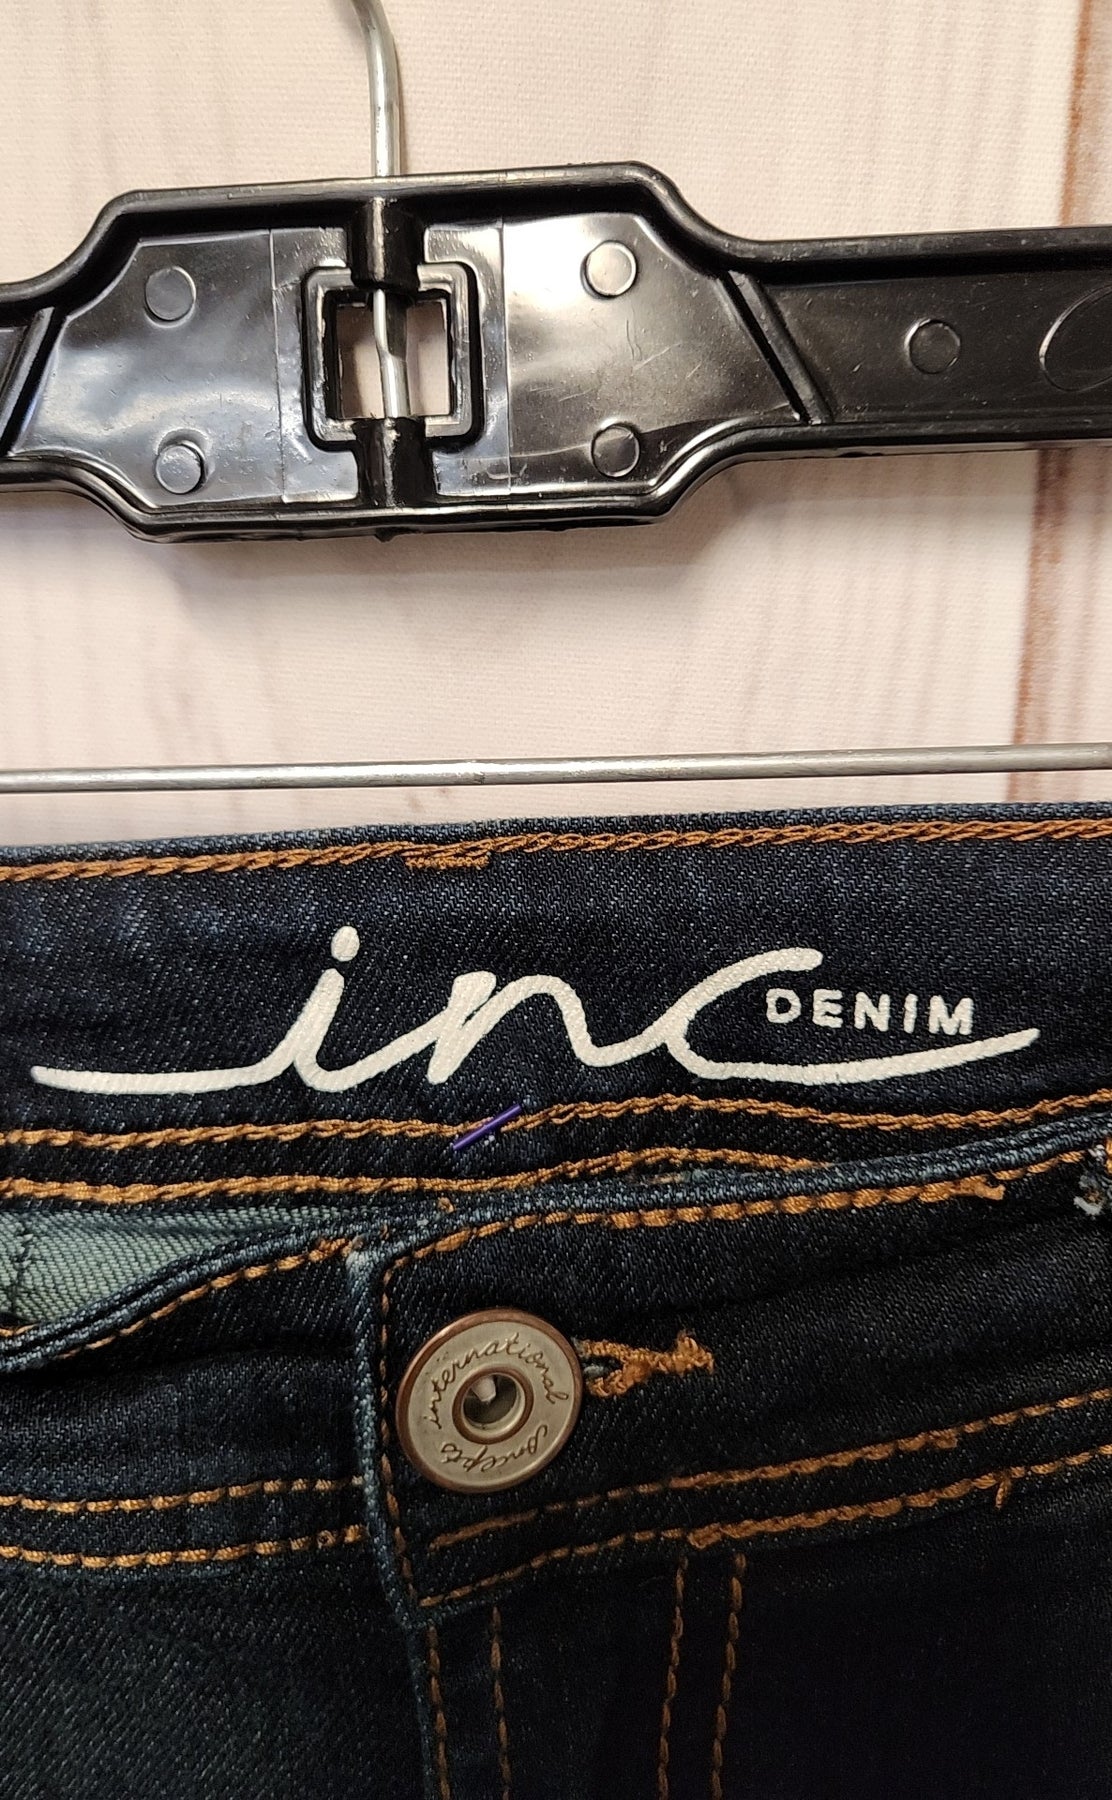 inc DENIM
international
concepts